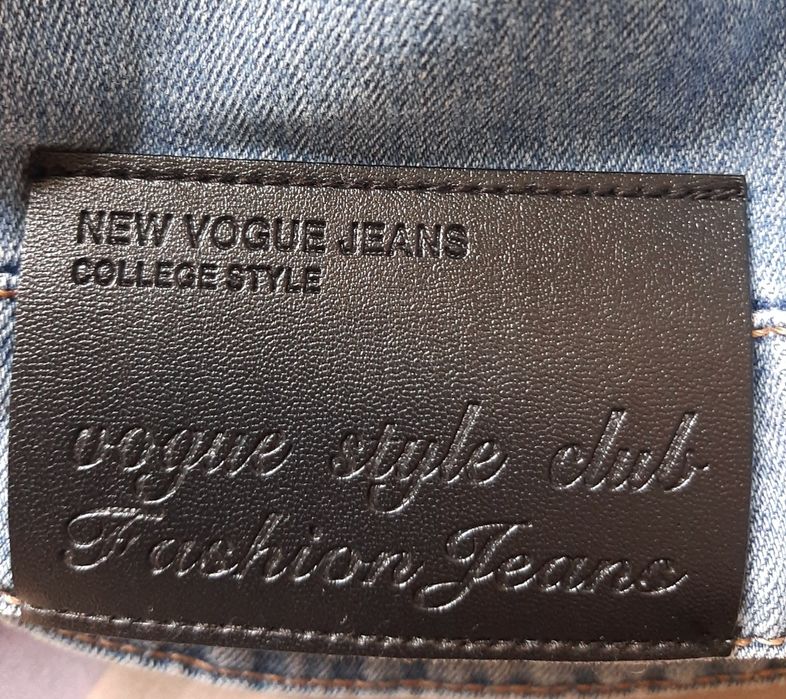 NEW VOGUE JEANS
COLLEGE STYLE
vogue style club
Fashion Jeans